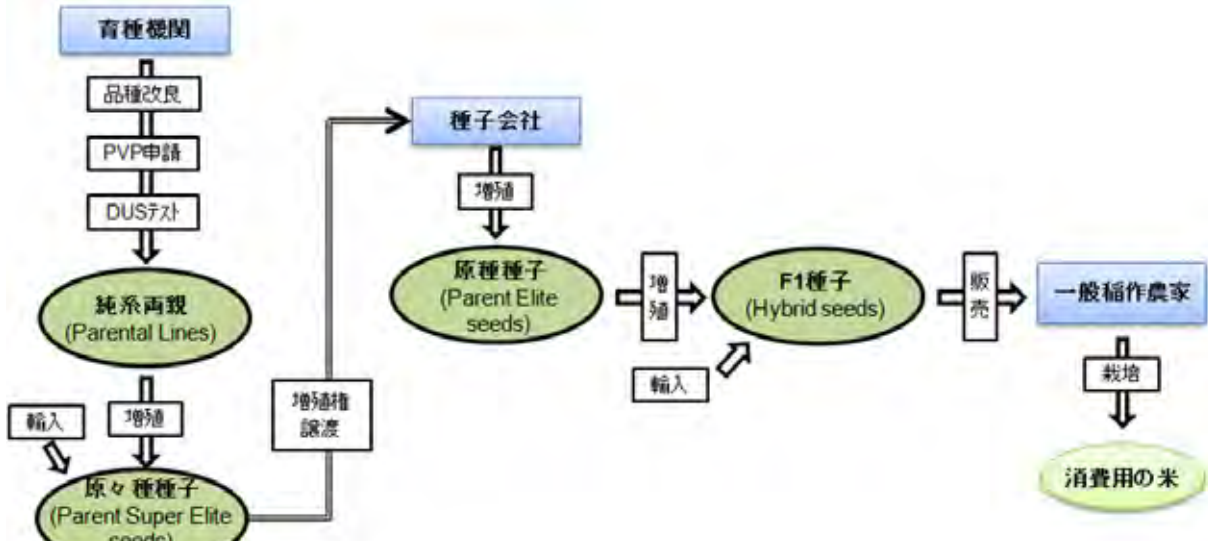 育種機関
品種改良
PVP申請
DUSテスト
純系両親
(Parental Lines)
輸入
増殖
原々種種子
(Parent Super Elite
seeds)
増殖権
譲渡
種子会社
増殖
原種種子
(Parent Elite
seeds)
増
殖
輸入
F1種子
(Hybrid seeds)
販
売
一般稲作農家
栽培
消費用の米